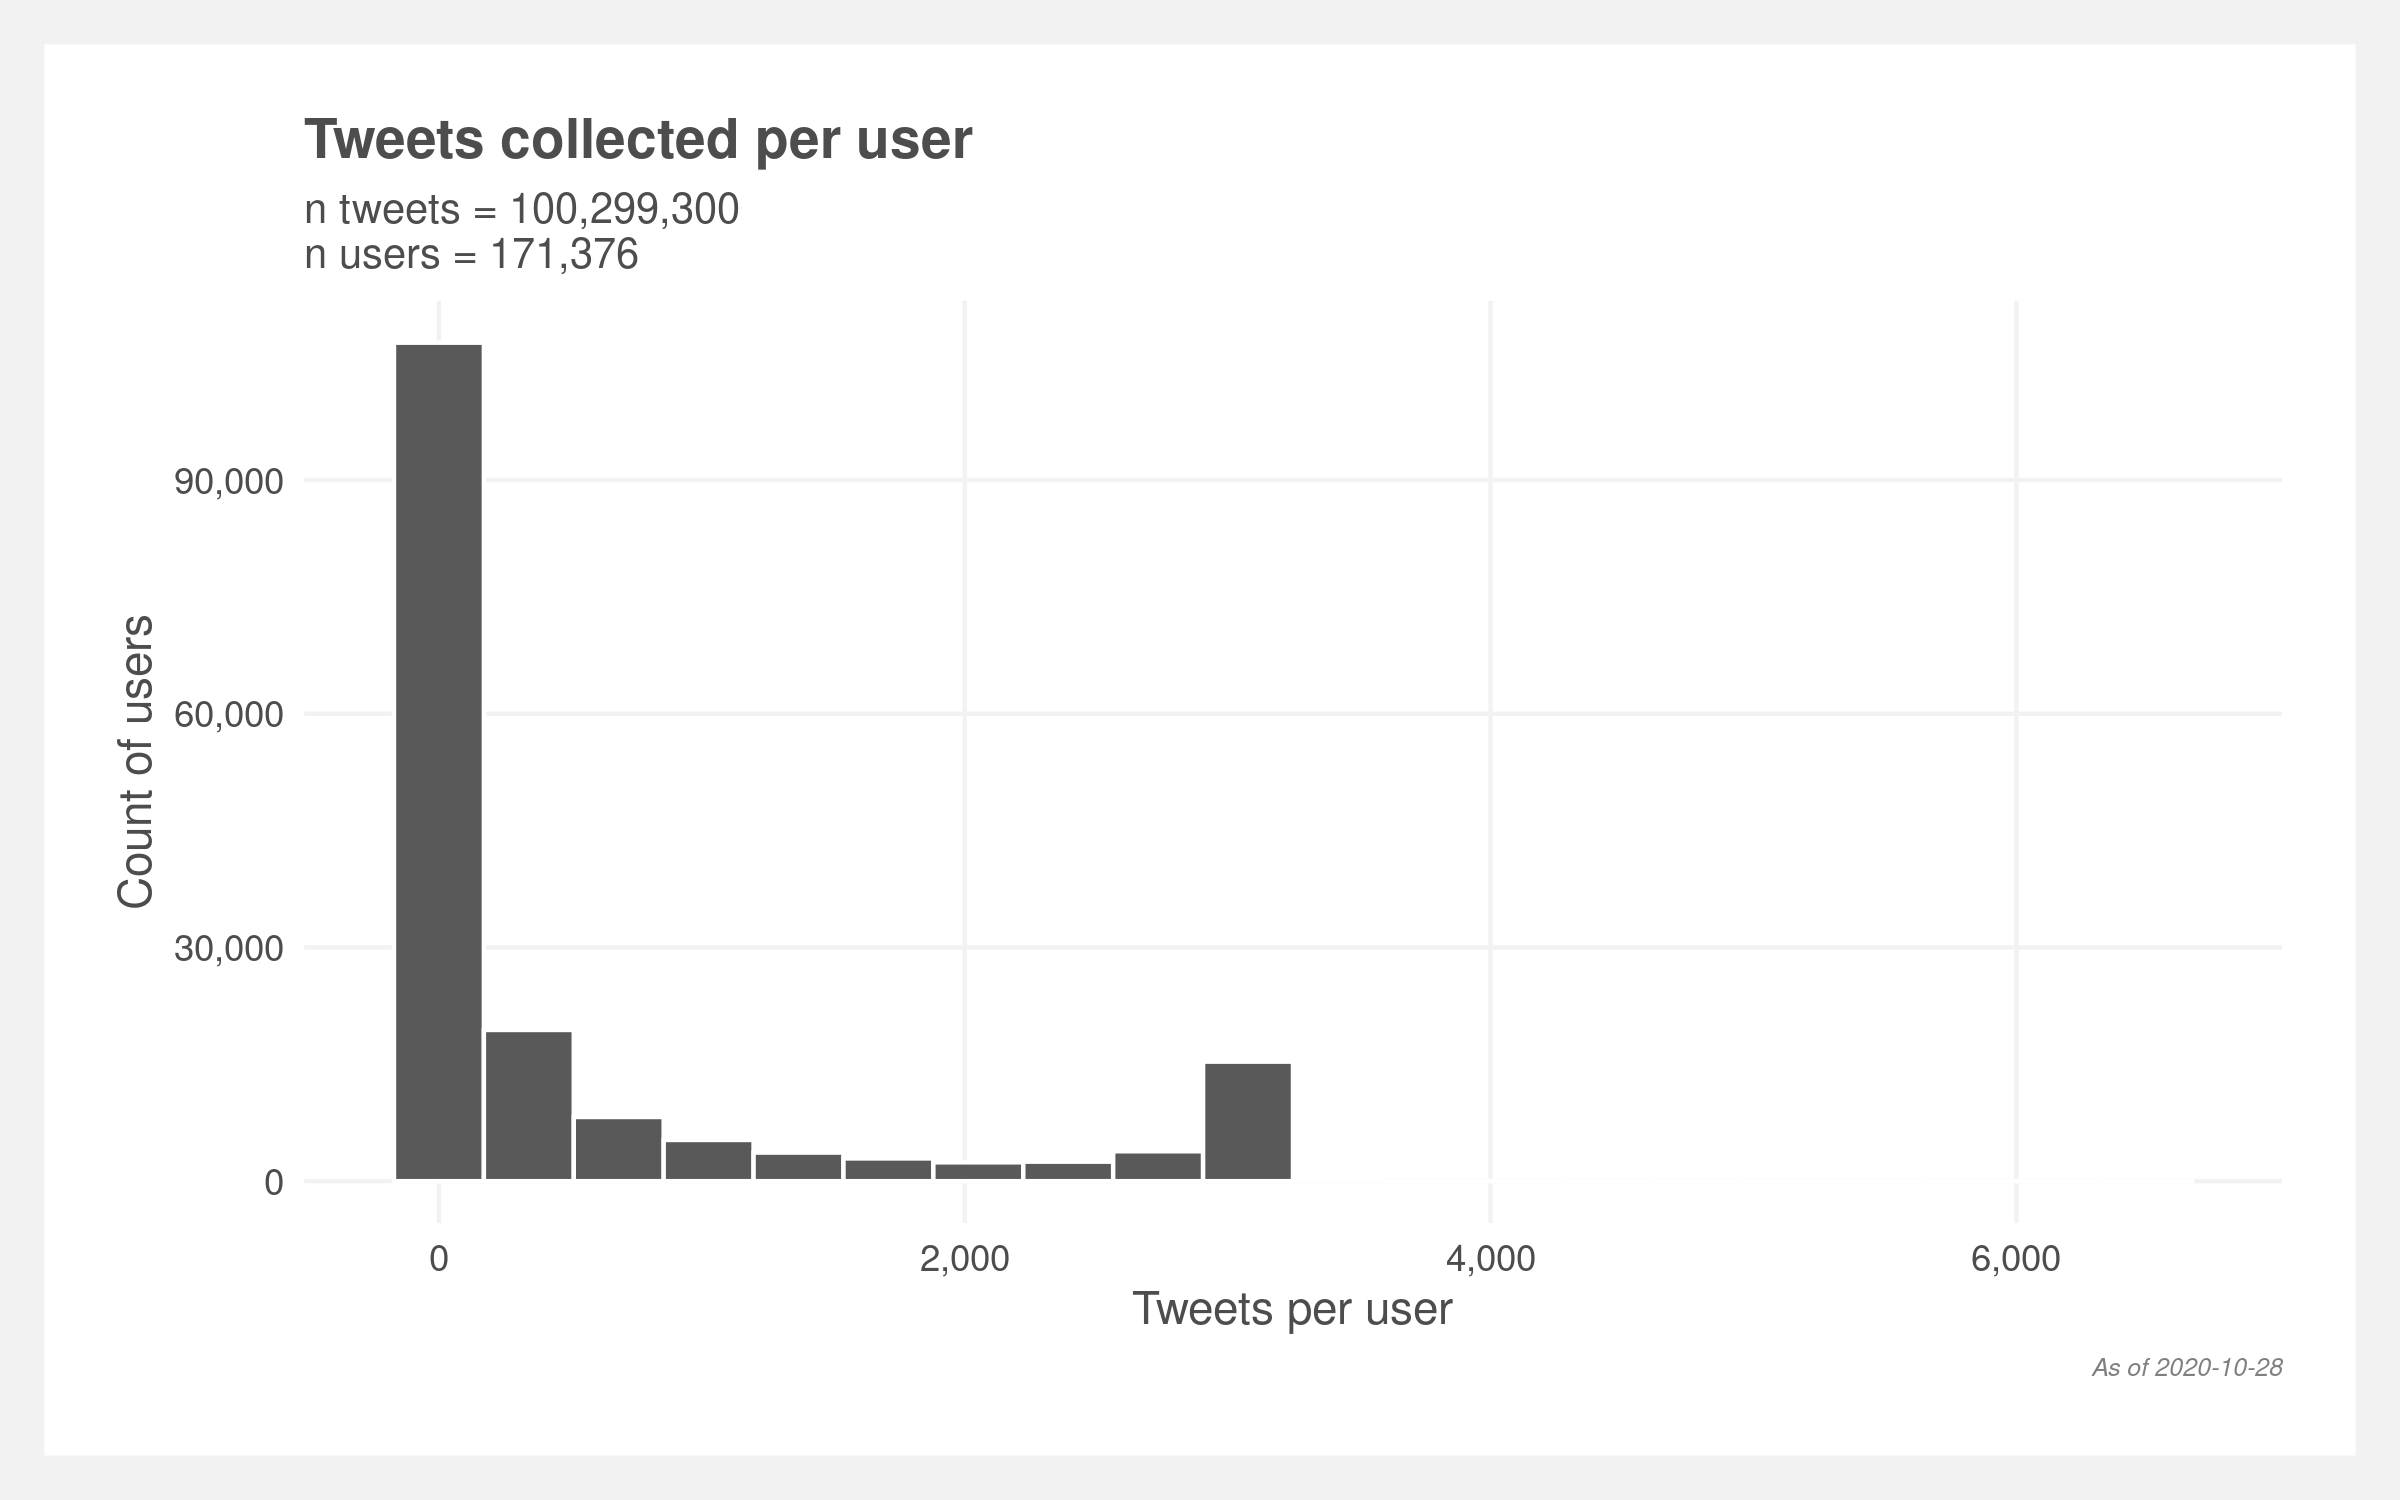 Tweets collected per user
n tweets = 100,299,300
n users = 171,376
Count of users
90,000
60,000
30,000
0
0 2,000 4,000 6,000
Tweets per user
As of 2020-10-28